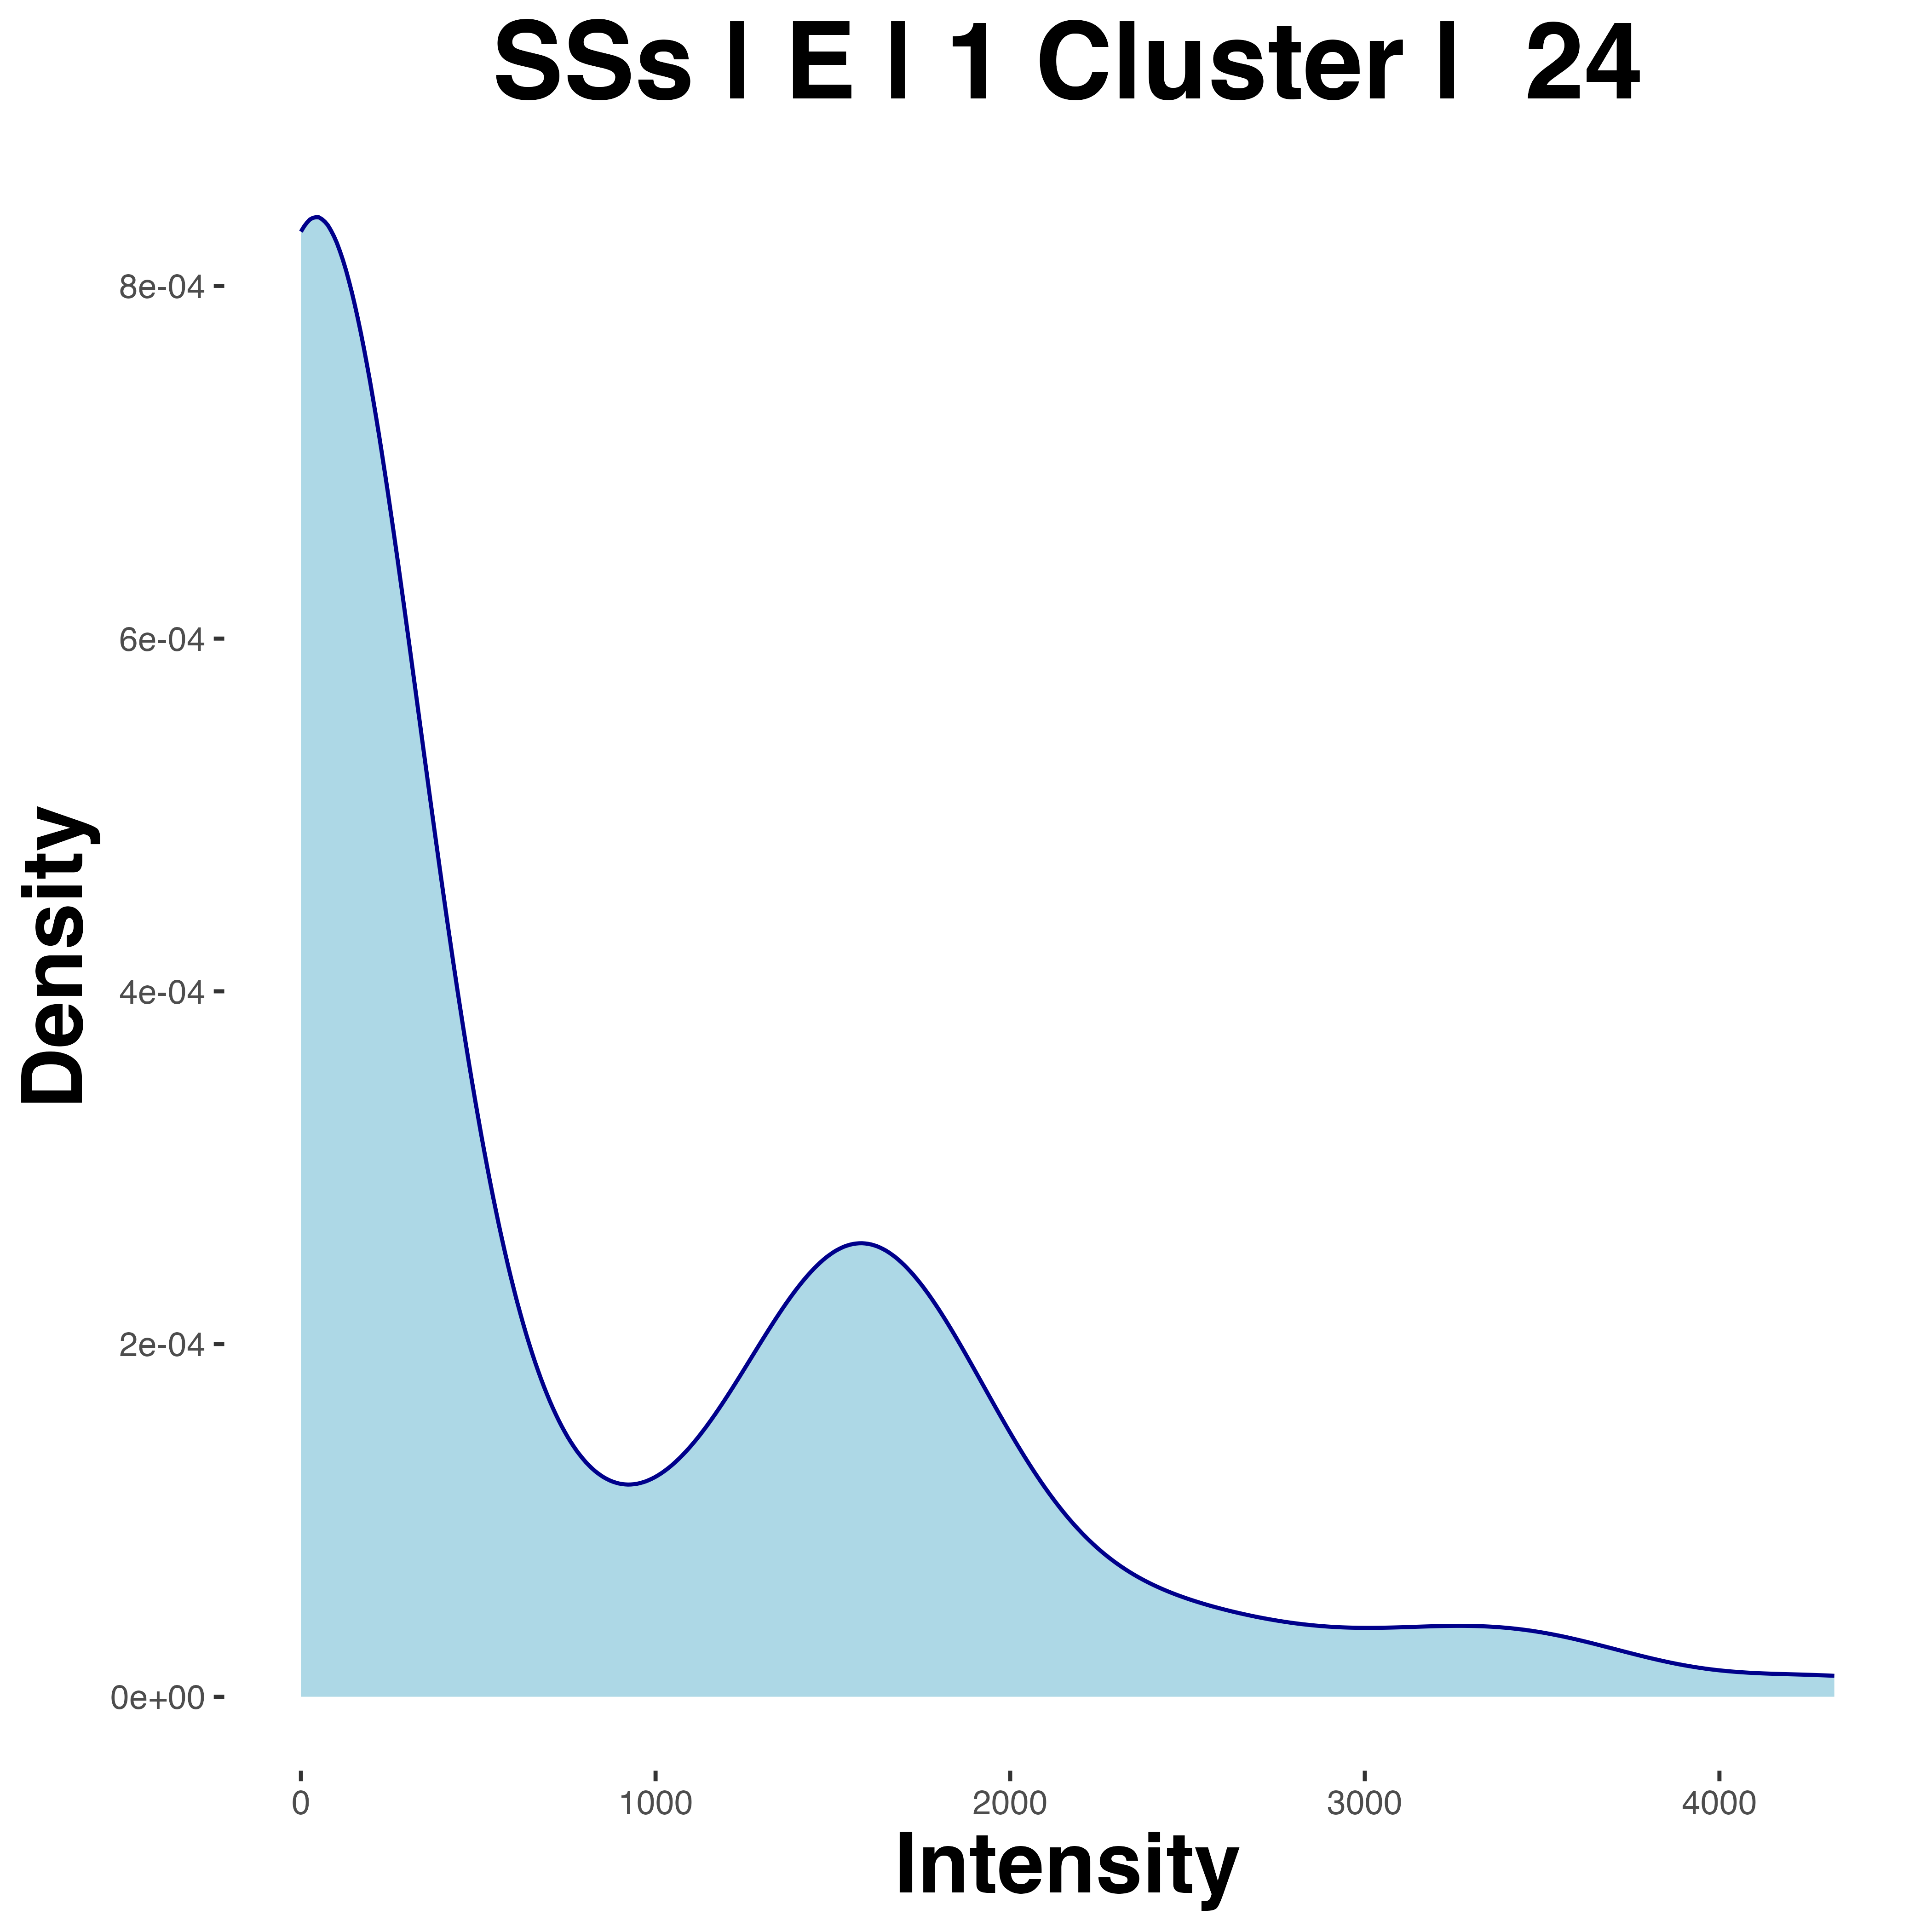 SSs | E | 1 Cluster | 24
Density
8e-04
6e-04
4e-04
2e-04
0e+00
0 1000 2000 3000 4000
Intensity